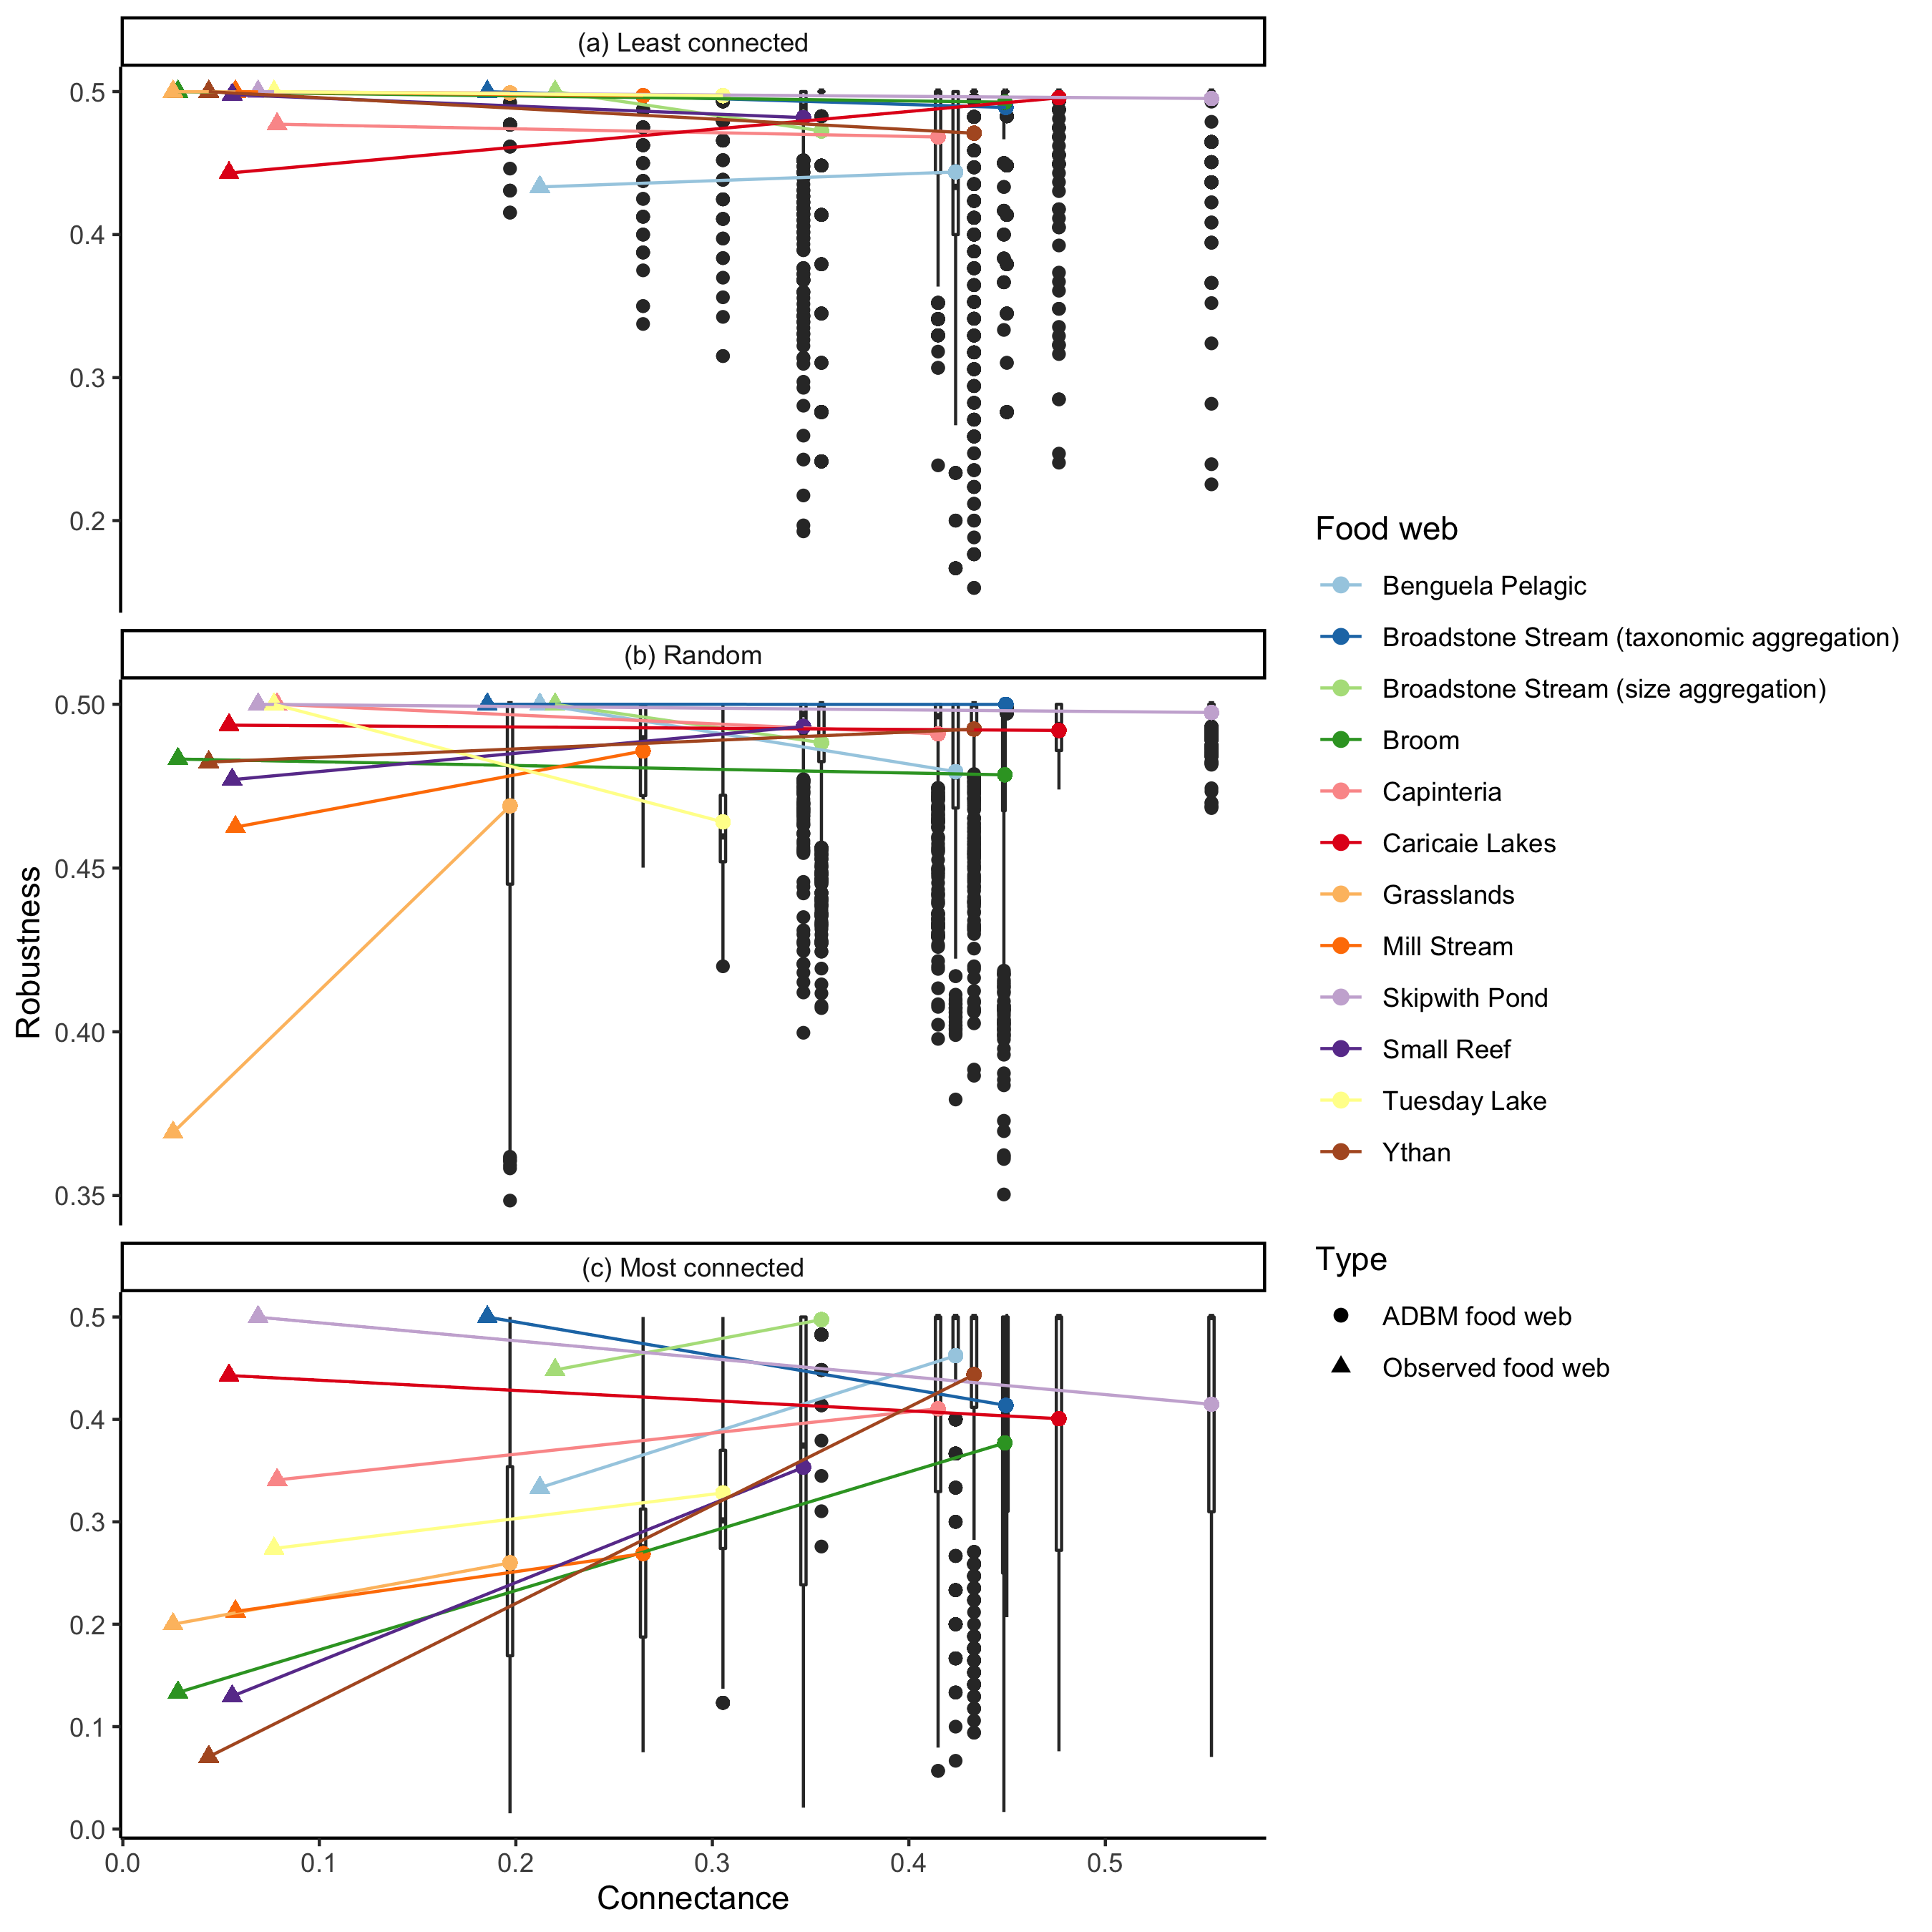 (a) Least connected
0.5
0.4
0.3
0.2
(b) Random
0.50
0.45
0.40
0.35
(c) Most connected
0.5
0.4
0.3
0.2
0.1
0.0
0.0 0.1 0.2 0.3 0.4 0.5
Connectance
Robustness
Food web
Benguela Pelagic
Broadstone Stream (taxonomic aggregation)
Broadstone Stream (size aggregation)
Broom
Capinteria
Caricaie Lakes
Grasslands
Mill Stream
Skipwith Pond
Small Reef
Tuesday Lake
Ythan
Type
ADBM food web
Observed food web